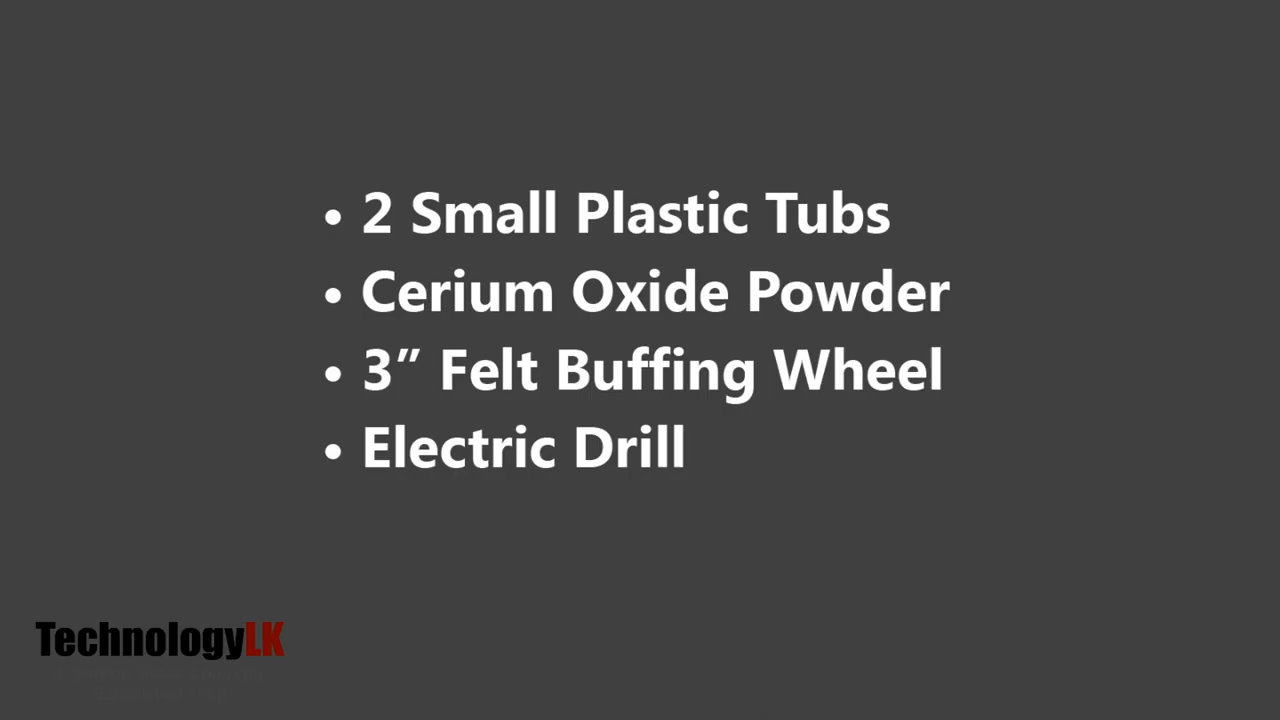 • 2 Small Plastic Tubs
• Cerium Oxide Powder
• 3” Felt Buffing Wheel
• Electric Drill
TechnologyLK